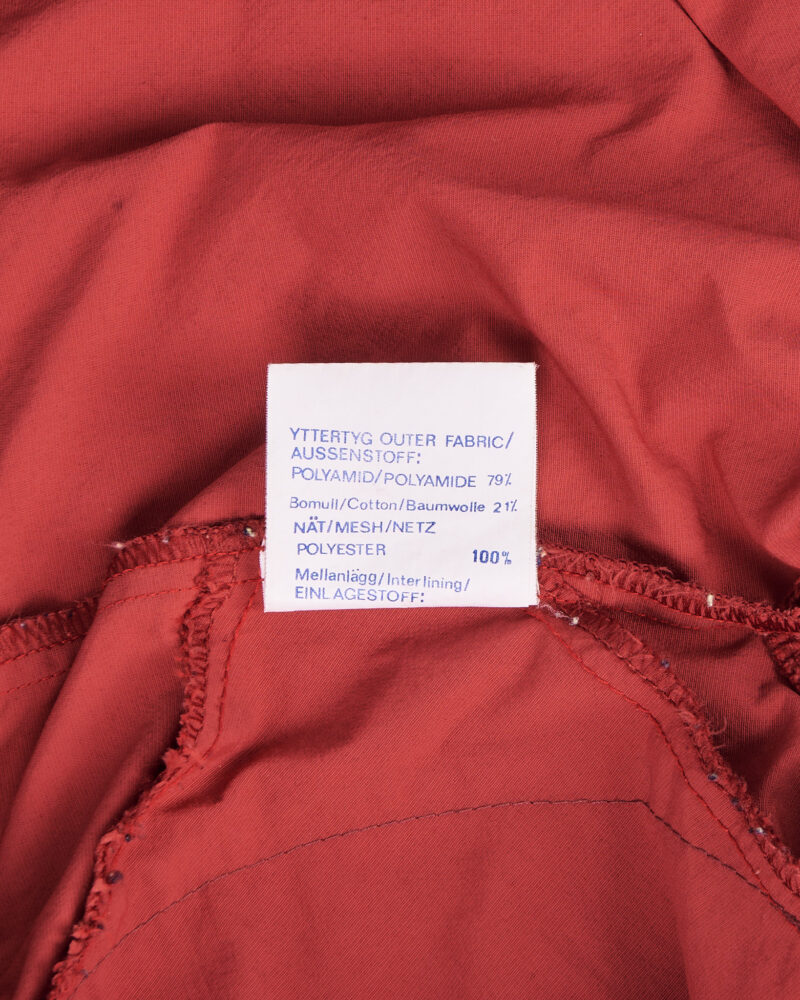 YTTERTYG OUTER FABRIC/
AUSSENSTOFF:
POLYAMID/POLYAMIDE 79%
Bomull/Cotton/Baumwolle 21%
NÄT/MESH/NETZ
POLYESTER 100%
Mellanlägg/Interlining/
EINLAGESTOFF: